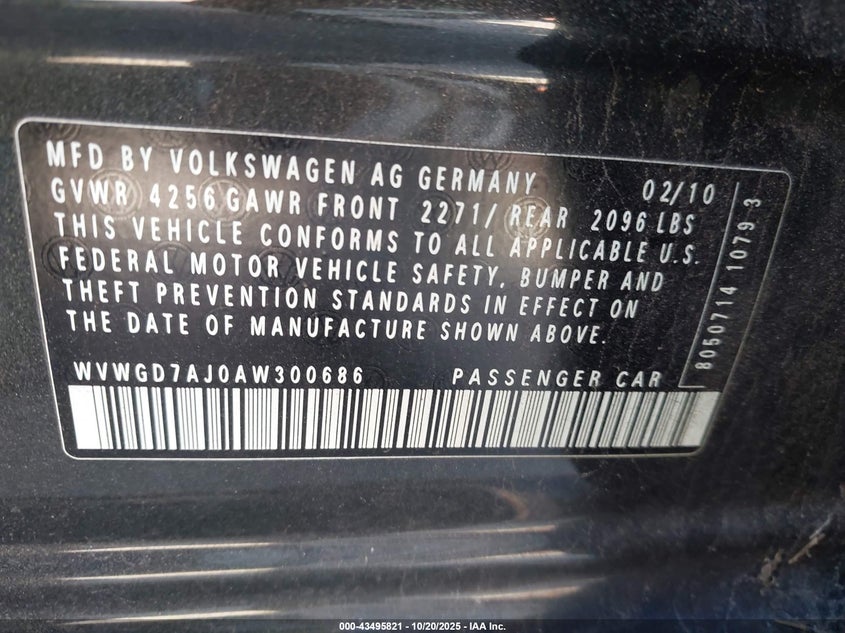 MFD BY VOLKSWAGEN AG GERMANY 02/10
GVWR 4256 GAWR FRONT 2271/ REAR 2096 LBS
THIS VEHICLE CONFORMS TO ALL APPLICABLE U.S.
FEDERAL MOTOR VEHICLE SAFETY, BUMPER AND
THEFT PREVENTION STANDARDS IN EFFECT ON
THE DATE OF MANUFACTURE SHOWN ABOVE.
WVWGD7AJ0AW300686 PASSENGER CAR
8050714 1079 3
000-43495821 - 10/20/2025 - IAA Inc.